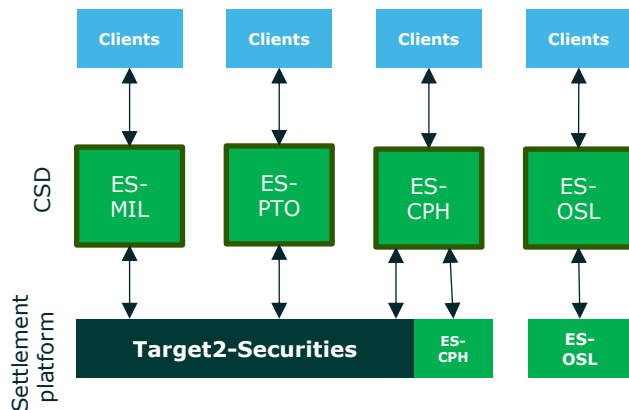 Clients
Clients
Clients
Clients
CSD
ES-
MIL
ES-
PTO
ES-
CPH
ES-
OSL
Settlement
platform
Target2-Securities
ES-
CPH
ES-
OSL